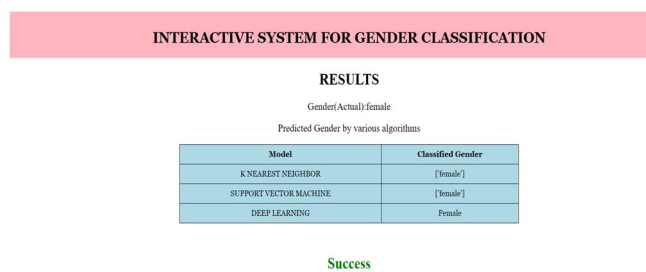 INTERACTIVE SYSTEM FOR GENDER CLASSIFICATION
RESULTS
Gender(Actual):female
Predicted Gender by various algorithms
Model Classified Gender
K NEAREST NEIGHBOR ['female']
SUPPORT VECTOR MACHINE ['female']
DEEP LEARNING Female
Success